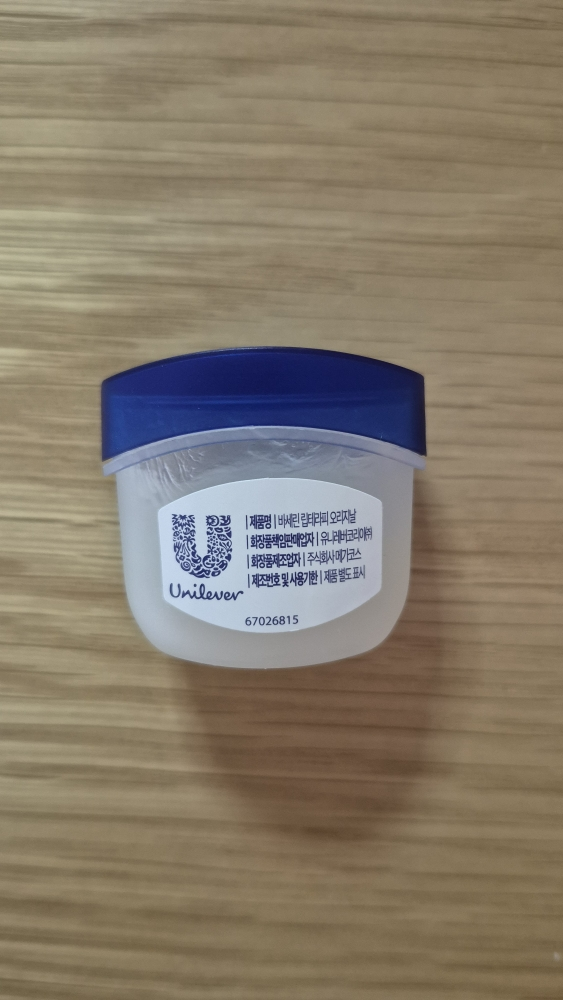 Unilever
| 제품명 | 바세린 립테라피 오리지날
| 화장품책임판매업자 | 유니레버코리아㈜
| 화장품제조업자 | 주식회사 메가코스
| 제조번호 및 사용기한 | 제품 별도 표시
67026815